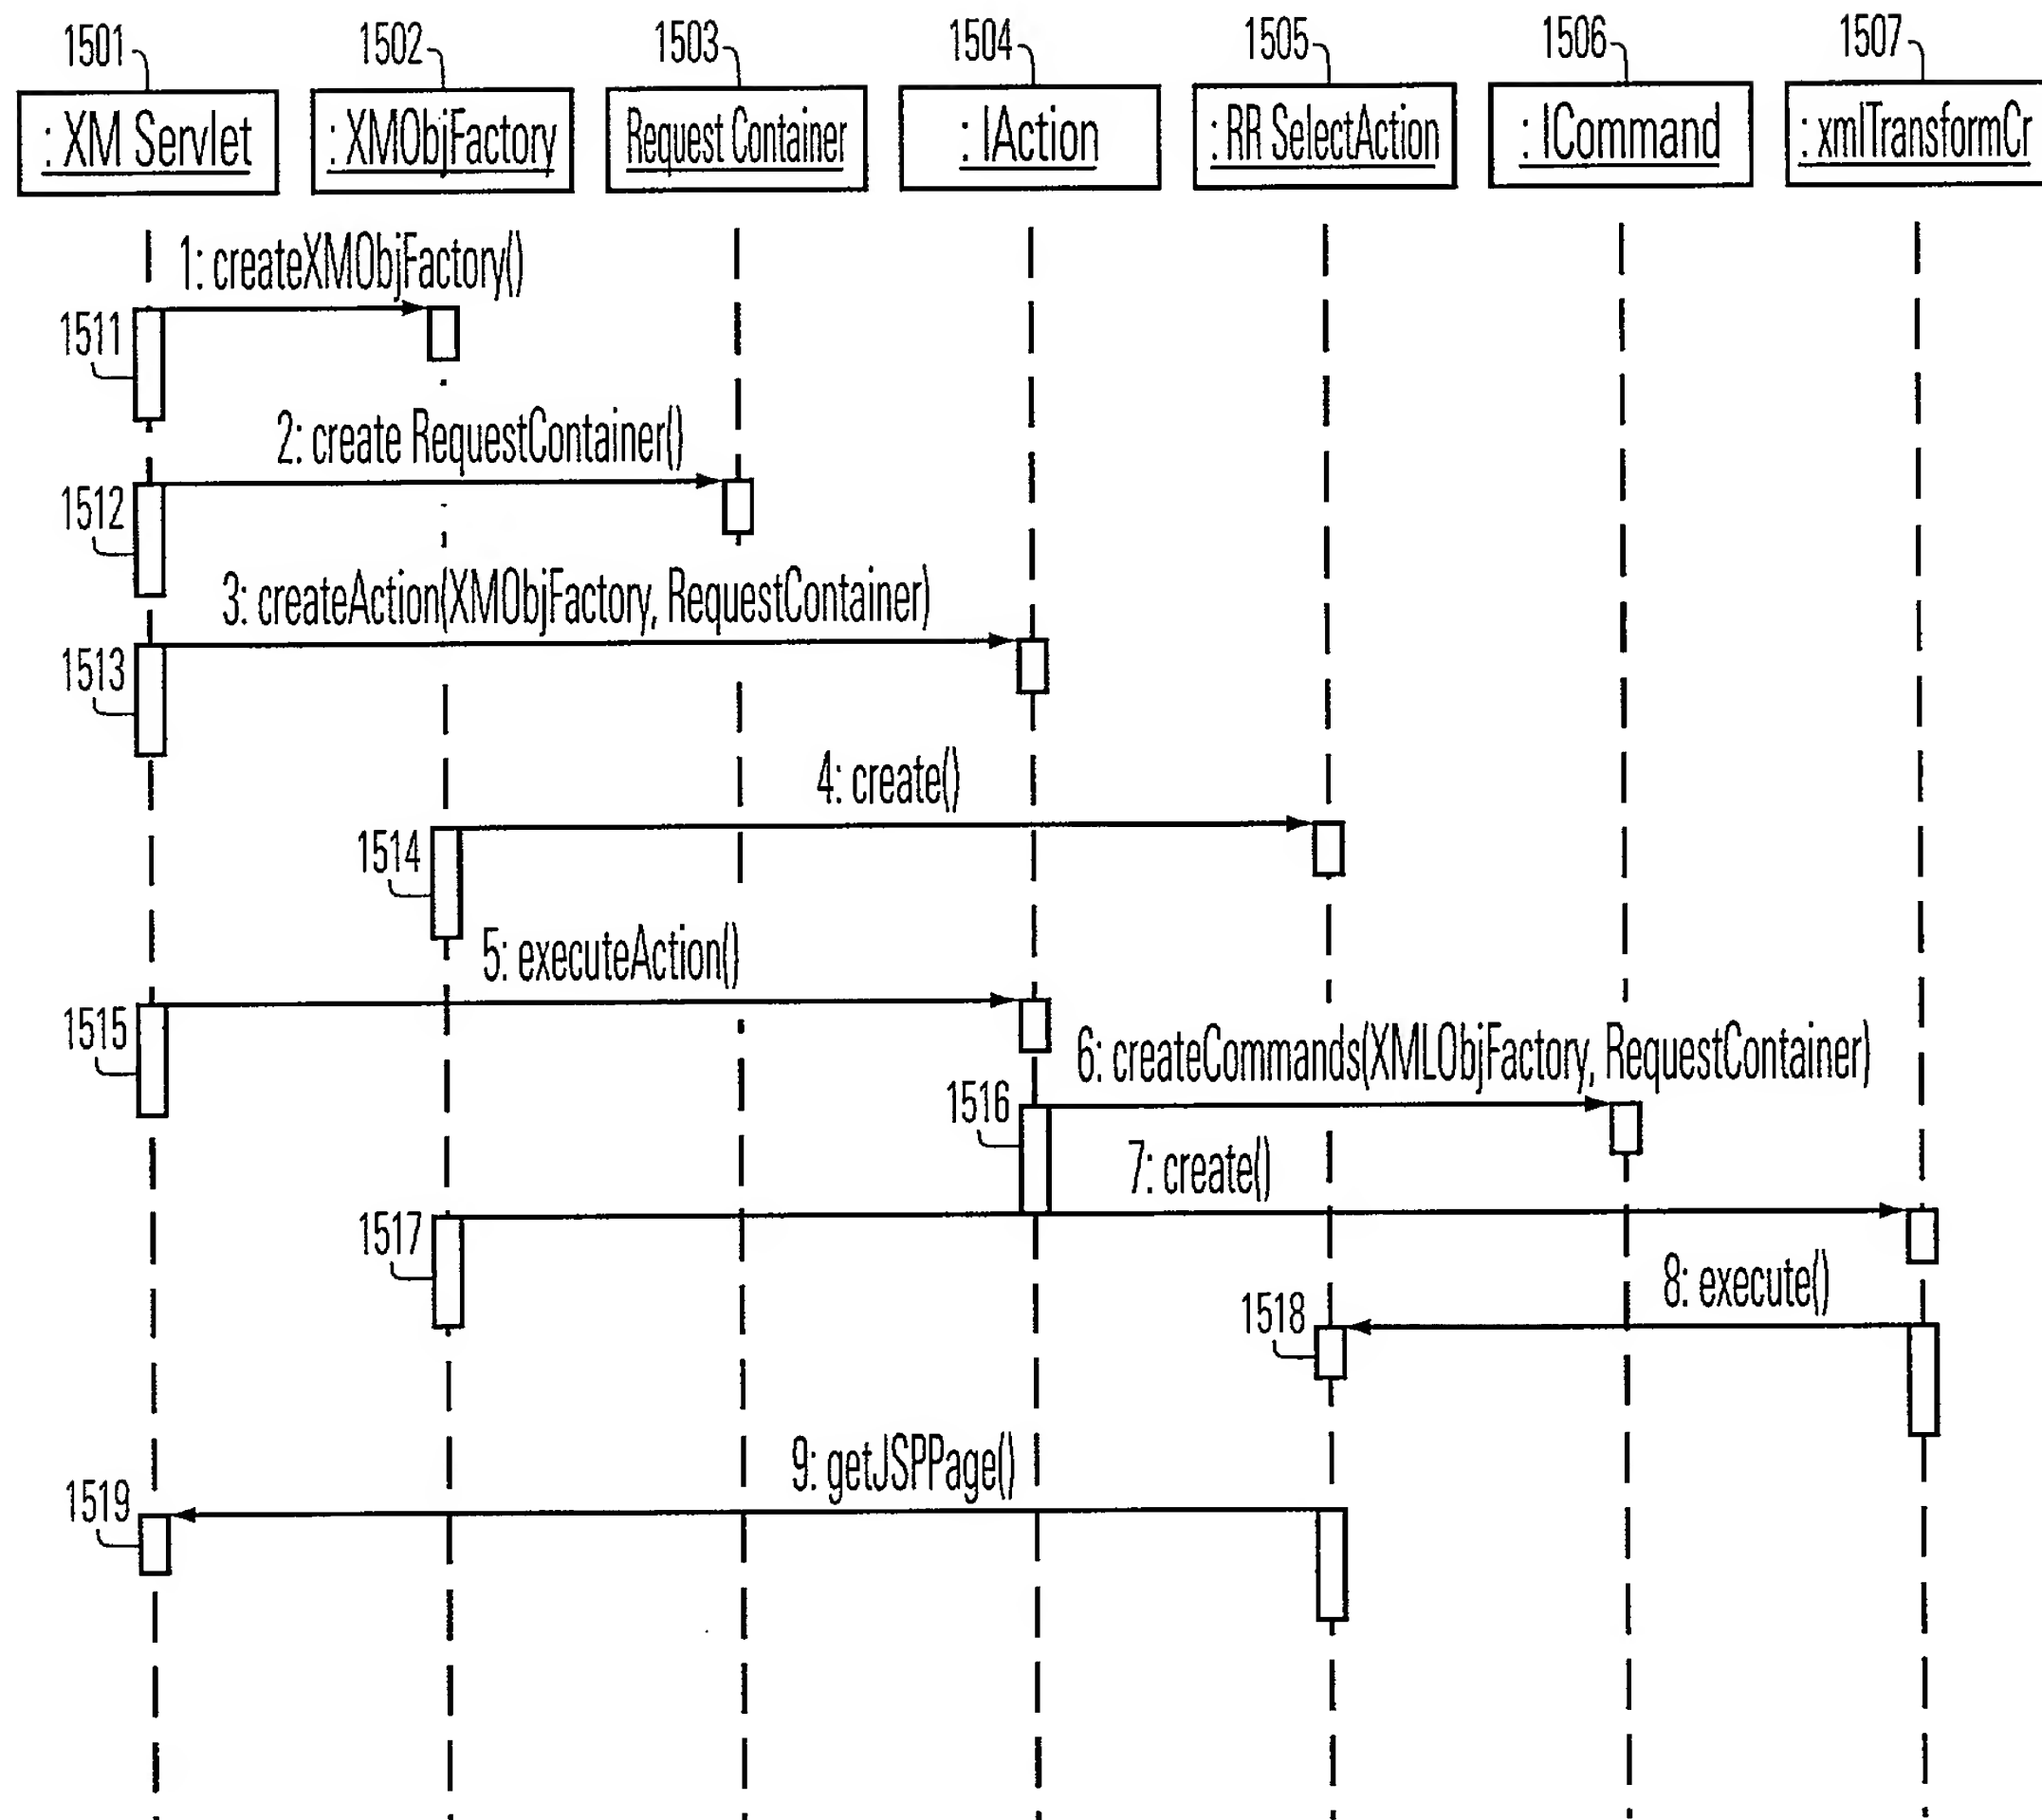 1501 1502 1503 1504 1505 1506 1507
: XM Servlet : XMObjFactory Request Container : IAction : RR SelectAction : ICommand : xmlTransformCr
1: createXMObjFactory()
1511
2: create RequestContainer()
1512
3: createAction(XMObjFactory, RequestContainer)
1513
4: create()
1514
5: executeAction()
1515
6: createCommands(XMLObjFactory, RequestContainer)
1516
7: create()
1517
8: execute()
1518
9: getJSPPage()
1519